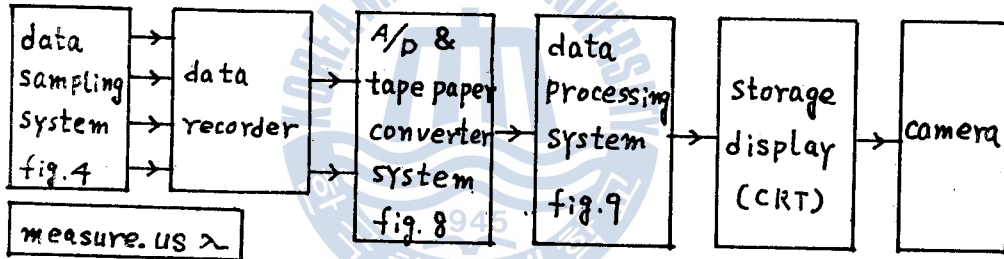 data
sampling
system
fig.4
data
recorder
A/D &
tape paper
converter
system
fig. 8
data
processing
system
fig.9
storage
display
(CRT)
camera
measure. us λ
1945